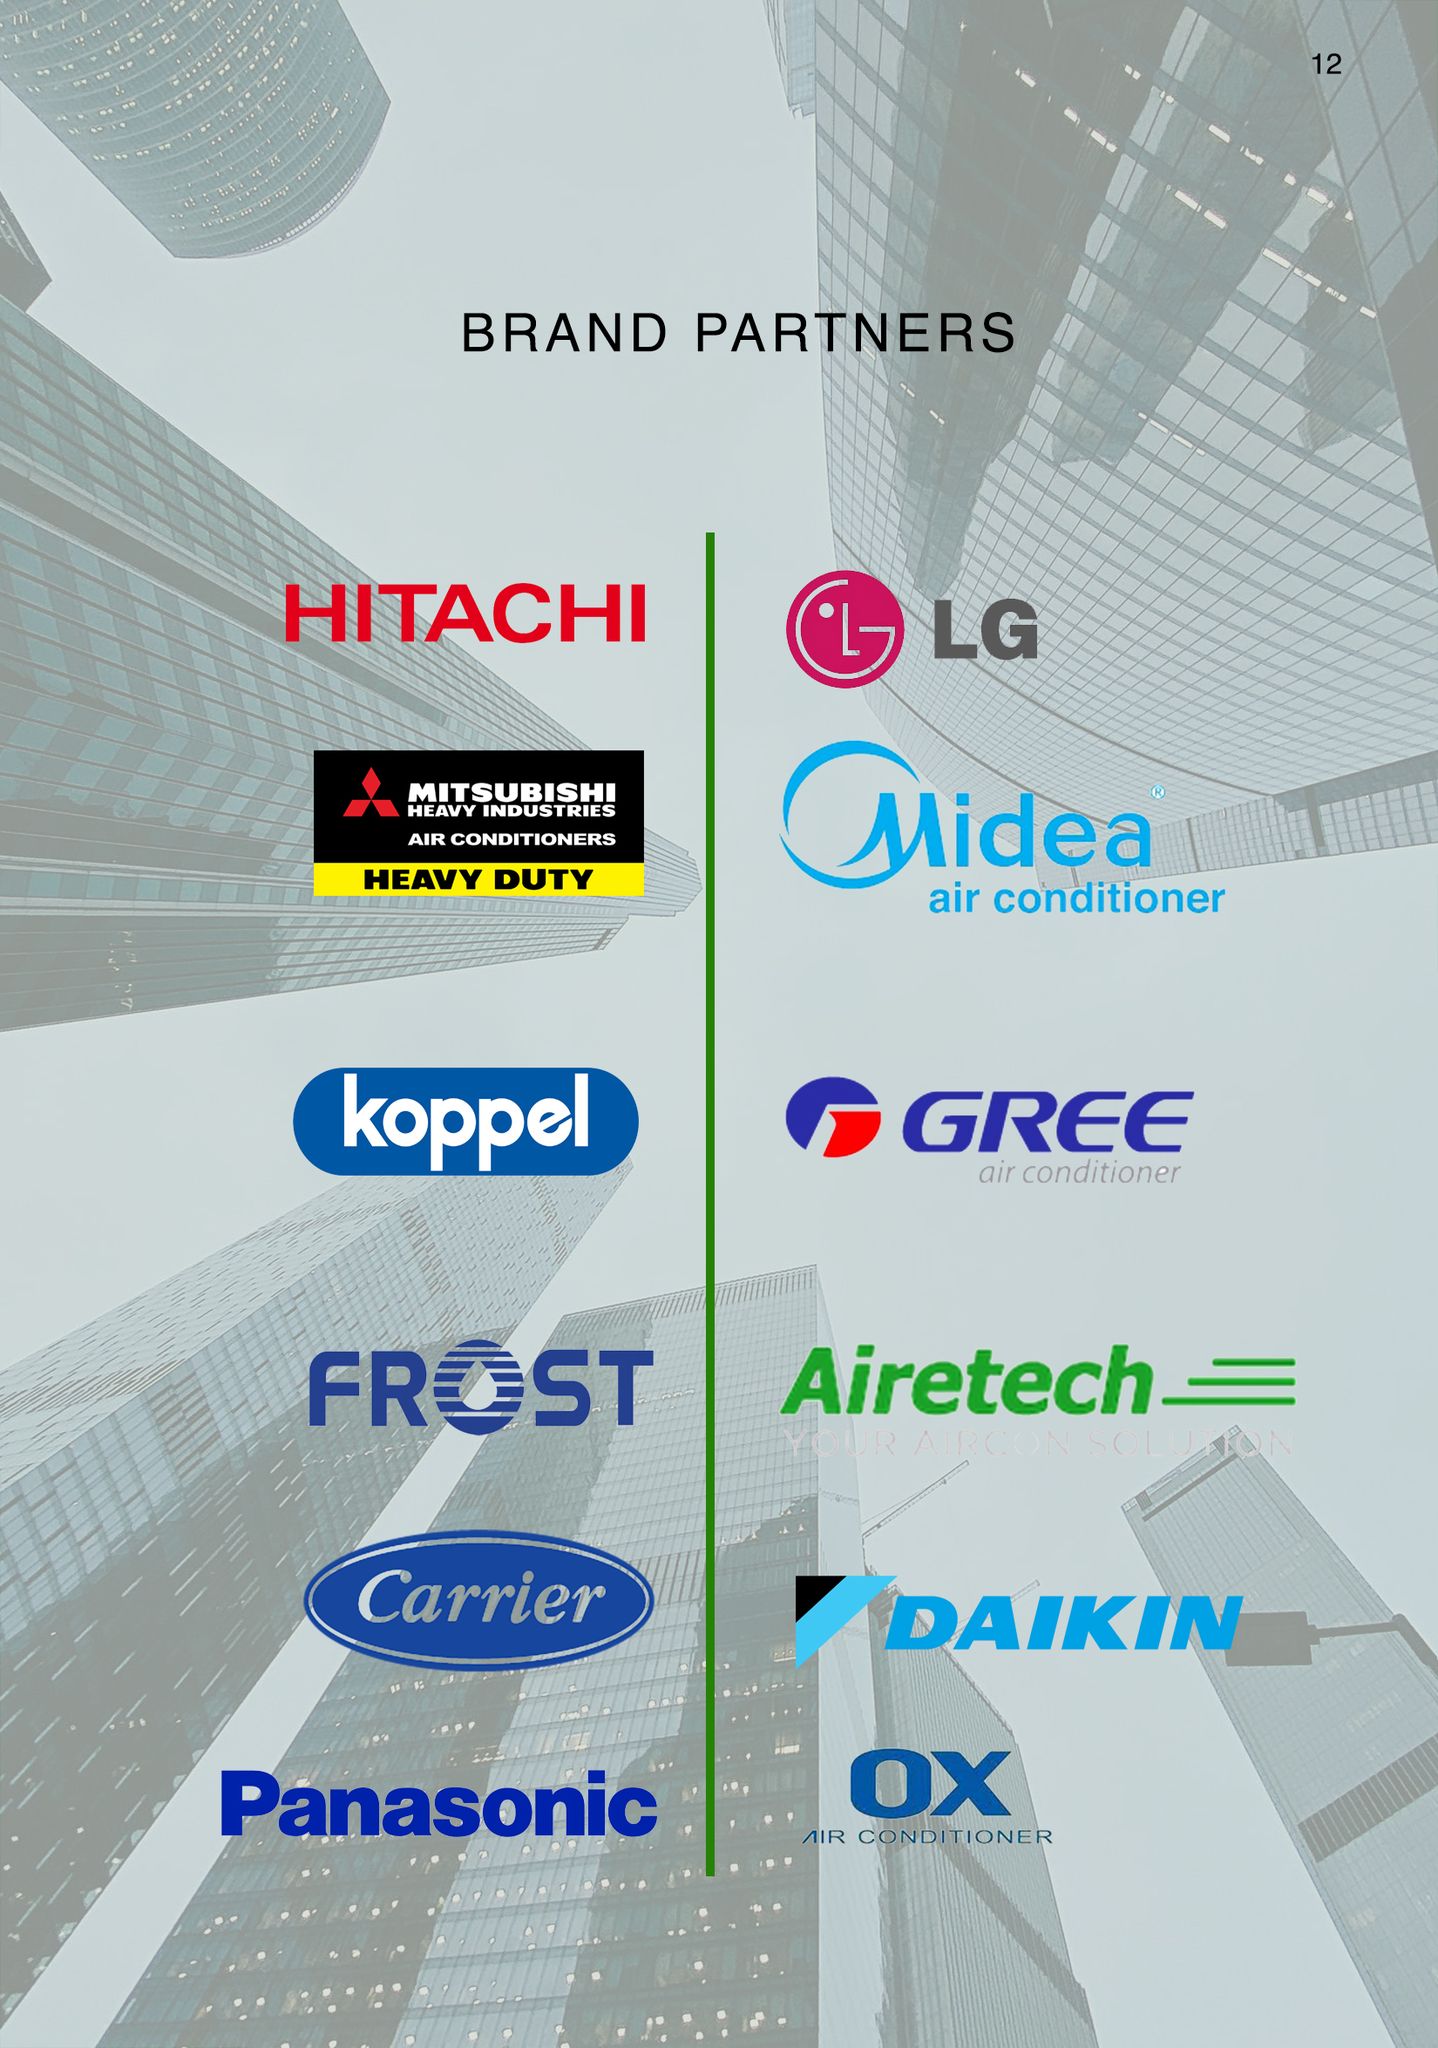 12
BRAND PARTNERS
HITACHI
MITSUBISHI
HEAVY INDUSTRIES
AIR CONDITIONERS
HEAVY DUTY
koppel
FROST
Carrier
Panasonic
LG
Midea ®
air conditioner
GREE
air conditioner
Airetech
YOUR AIRCON SOLUTION
DAIKIN
OX
AIR CONDITIONER